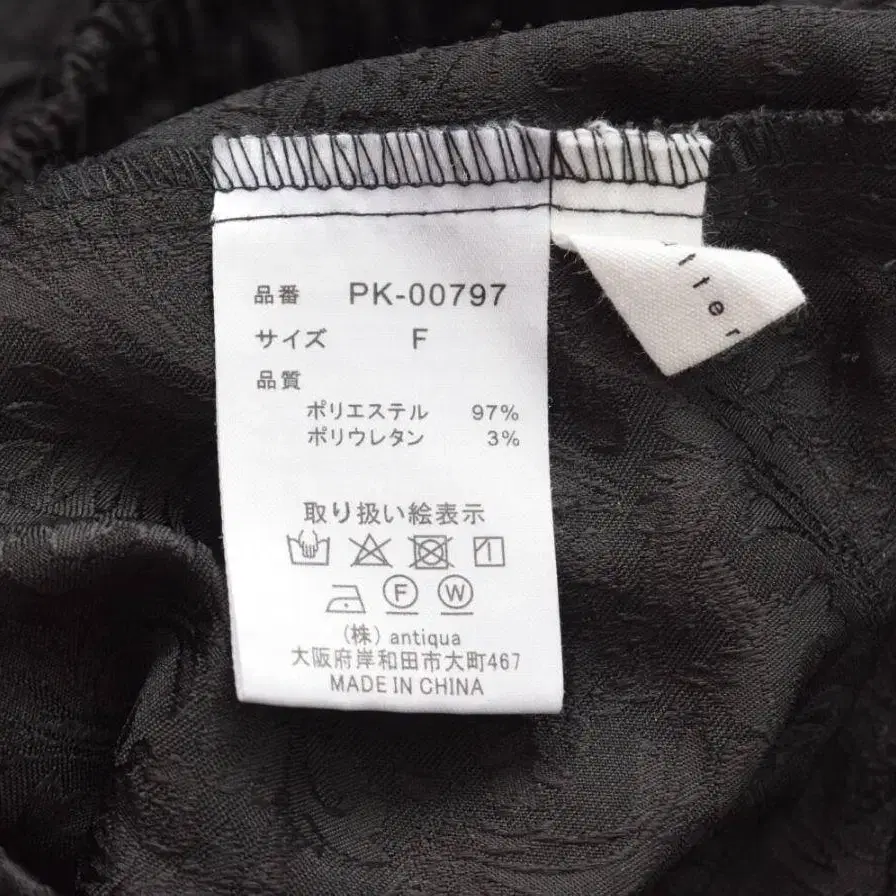 品番 PK-00797
サイズ F
品質
ポリエステル 97%
ポリウレタン 3%
取り扱い絵表示
F W
(株) antiqua
大阪府岸和田市大町467
MADE IN CHINA